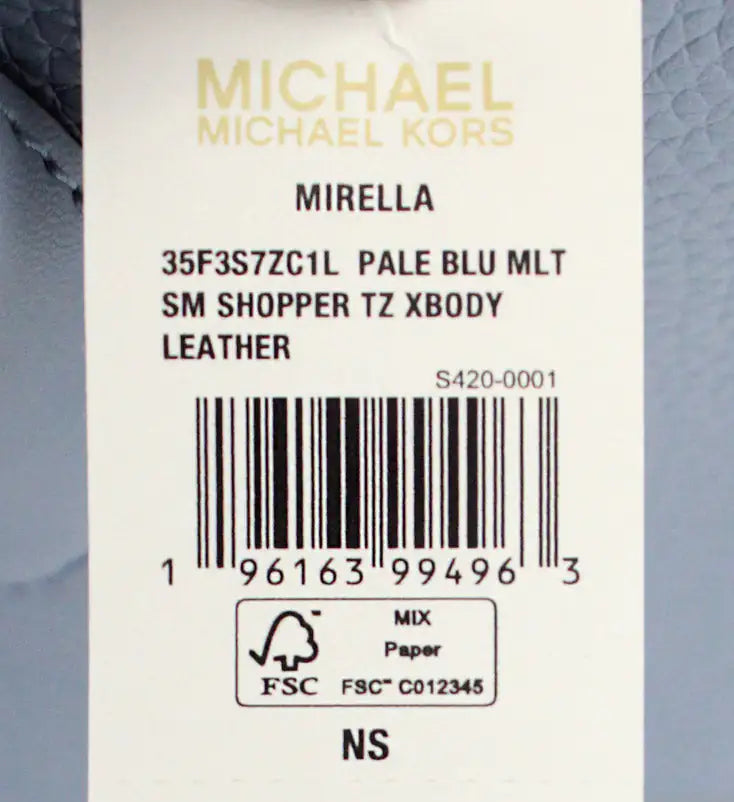 MICHAEL
MICHAEL KORS
MIRELLA
35F3S7ZC1L PALE BLU MLT
SM SHOPPER TZ XBODY
LEATHER
S420-0001
1 96163 99496 3
MIX
Paper
FSC™ C012345
™
FSC
NS